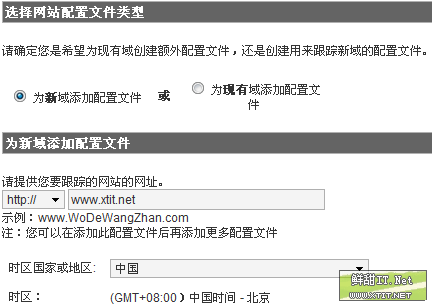 选择网站配置文件类型
请确定您是希望为现有域创建额外配置文件，还是创建用来跟踪新域的配置文件。
为新域添加配置文件 或 为现有域添加配置文件
为新域添加配置文件
请提供您要跟踪的网站的网址。
http:// www.xtit.net
示例：www.WoDeWangZhan.com
注：您可以在添加此配置文件后再添加更多配置文件
时区国家或地区: 中国
时区： (GMT+08:00) 中国时间 - 北京
鲜甜IT.Net
WWW.XTIT.NET